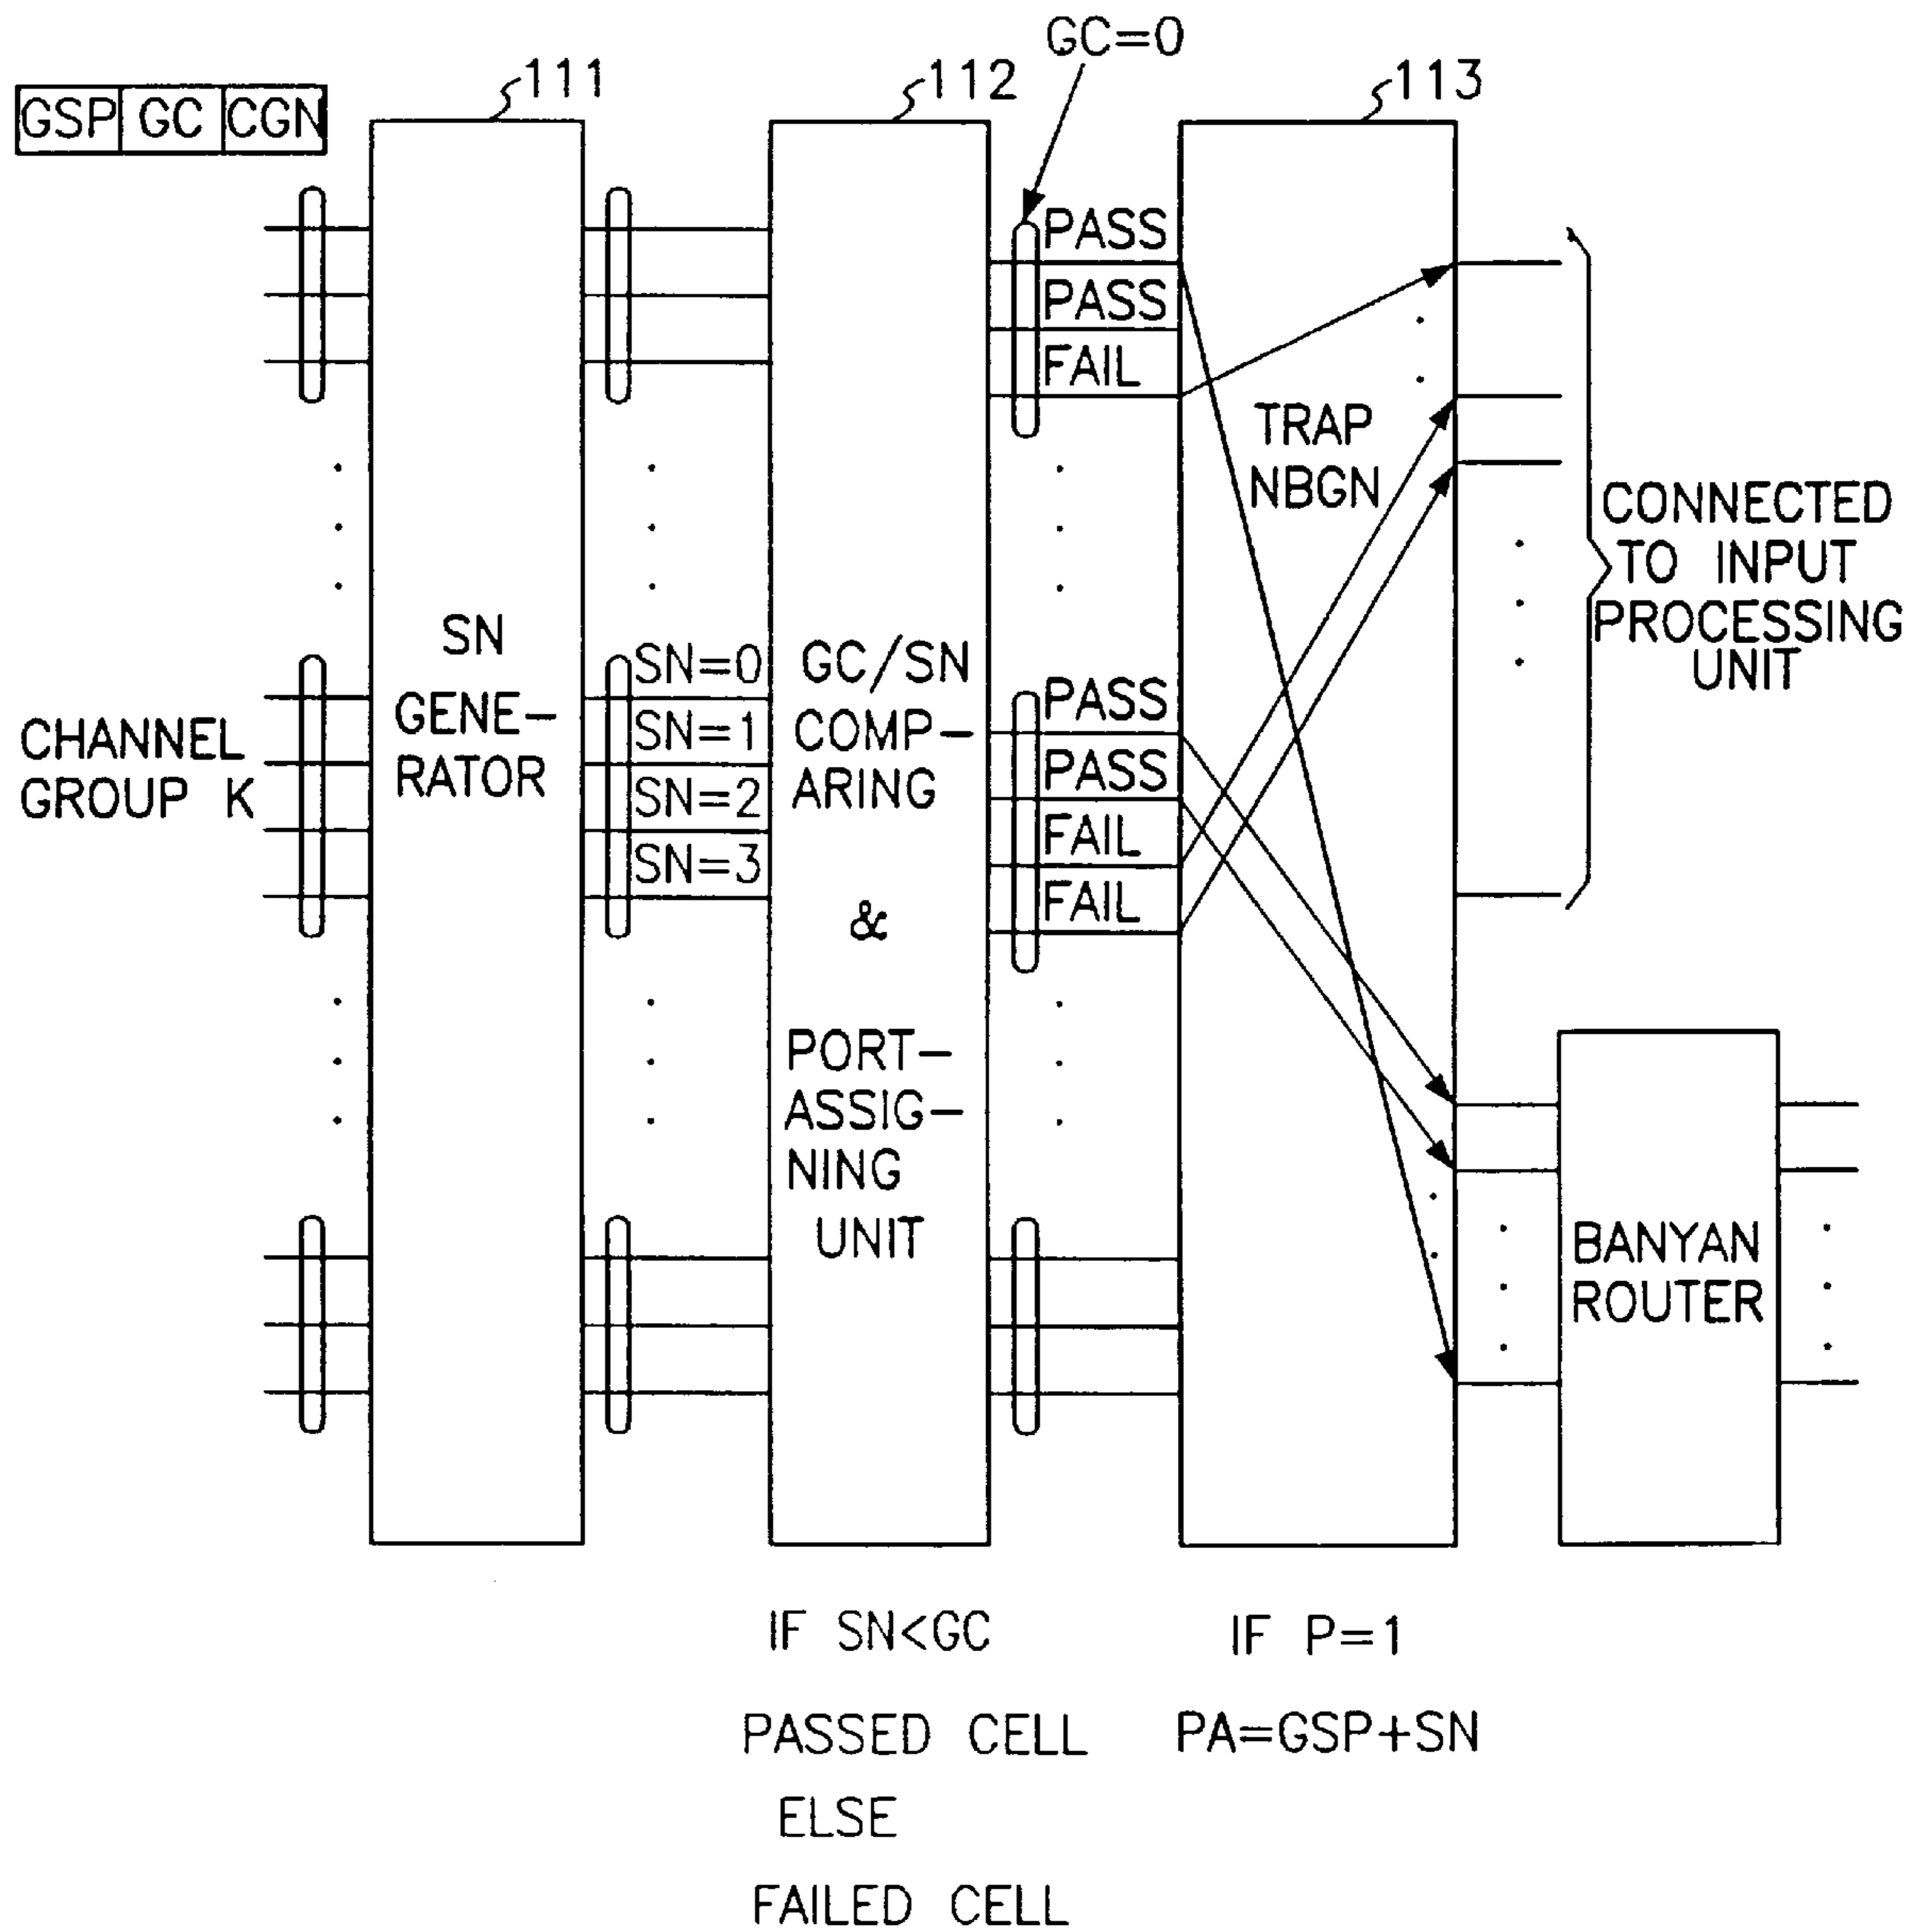 GC=0
111
112
113
GSP GC CGN
PASS
PASS
FAIL
TRAP
NBGN
CONNECTED
TO INPUT
PROCESSING
UNIT
CHANNEL
GROUP K
SN
GENE-
RATOR
SN=0
SN=1
SN=2
SN=3
GC/SN
COMP-
ARING
&
PORT-
ASSIG-
NING
UNIT
PASS
PASS
FAIL
FAIL
BANYAN
ROUTER
IF SN<GC
PASSED CELL
ELSE
FAILED CELL
IF P=1
PA=GSP+SN